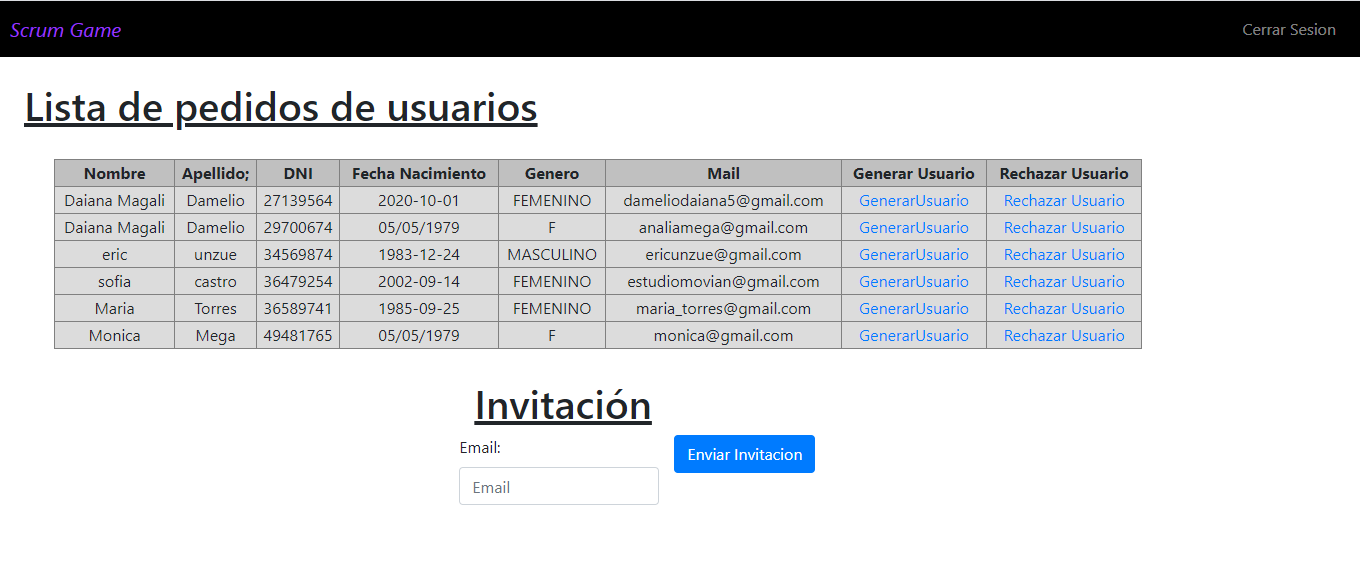 Scrum Game Cerrar Sesion
Lista de pedidos de usuarios
Nombre Apellido; DNI Fecha Nacimiento Genero Mail Generar Usuario Rechazar Usuario
Daiana Magali Damelio 27139564 2020-10-01 FEMENINO dameliodaiana5@gmail.com GenerarUsuario Rechazar Usuario
Daiana Magali Damelio 29700674 05/05/1979 F analiamega@gmail.com GenerarUsuario Rechazar Usuario
eric unzue 34569874 1983-12-24 MASCULINO ericunzue@gmail.com GenerarUsuario Rechazar Usuario
sofia castro 36479254 2002-09-14 FEMENINO estudiomovian@gmail.com GenerarUsuario Rechazar Usuario
Maria Torres 36589741 1985-09-25 FEMENINO maria_torres@gmail.com GenerarUsuario Rechazar Usuario
Monica Mega 49481765 05/05/1979 F monica@gmail.com GenerarUsuario Rechazar Usuario
Invitación
Email: Enviar Invitacion
Email